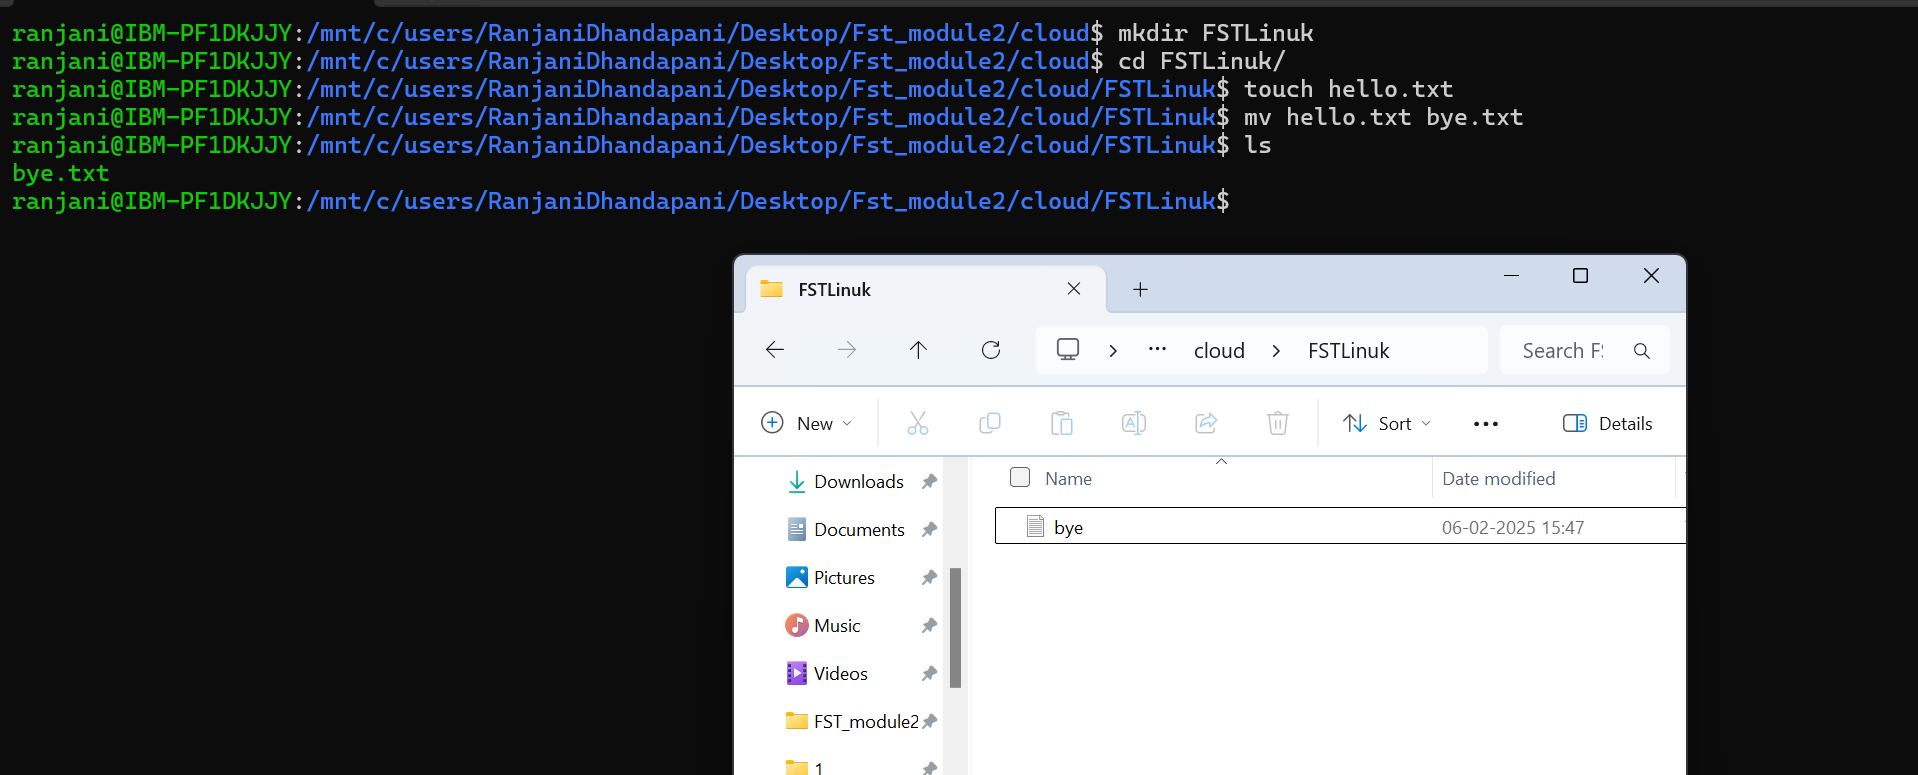 ranjani@IBM-PF1DKJJY:/mnt/c/users/RanjaniDhandapani/Desktop/Fst_module2/cloud$ mkdir FSTLinuk
ranjani@IBM-PF1DKJJY:/mnt/c/users/RanjaniDhandapani/Desktop/Fst_module2/cloud$ cd FSTLinuk/
ranjani@IBM-PF1DKJJY:/mnt/c/users/RanjaniDhandapani/Desktop/Fst_module2/cloud/FSTLinuk$ touch hello.txt
ranjani@IBM-PF1DKJJY:/mnt/c/users/RanjaniDhandapani/Desktop/Fst_module2/cloud/FSTLinuk$ mv hello.txt bye.txt
ranjani@IBM-PF1DKJJY:/mnt/c/users/RanjaniDhandapani/Desktop/Fst_module2/cloud/FSTLinuk$ ls
bye.txt
ranjani@IBM-PF1DKJJY:/mnt/c/users/RanjaniDhandapani/Desktop/Fst_module2/cloud/FSTLinuk$
FSTLinuk
cloud > FSTLinuk
Search FS
New
Sort
Details
Name Date modified
bye 06-02-2025 15:47
Downloads
Documents
Pictures
Music
Videos
FST_module2
1